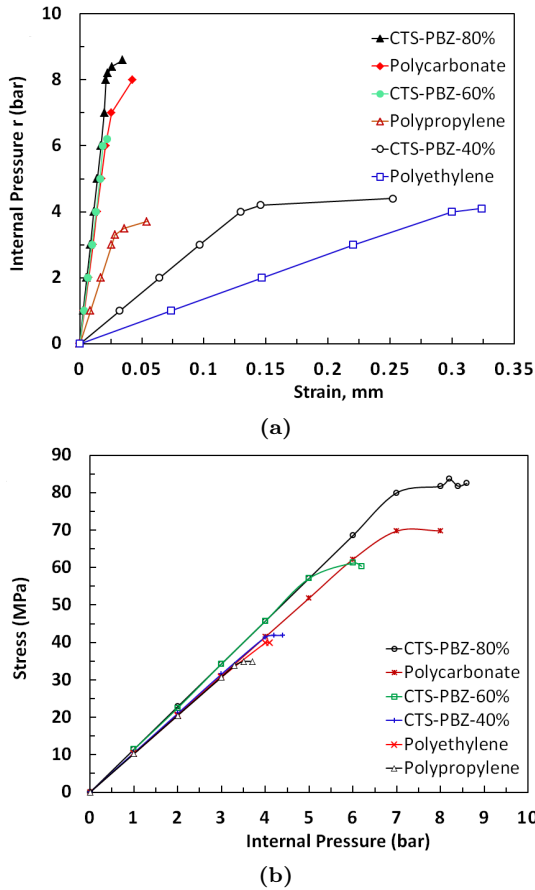 10
8
6
4
2
0
Internal Pressure r (bar)
CTS-PBZ-80%
Polycarbonate
CTS-PBZ-60%
Polypropylene
CTS-PBZ-40%
Polyethylene
0 0.05 0.1 0.15 0.2 0.25 0.3 0.35
Strain, mm
(a)
90
80
70
60
50
40
30
20
10
0
Stress (MPa)
CTS-PBZ-80%
Polycarbonate
CTS-PBZ-60%
CTS-PBZ-40%
Polyethylene
Polypropylene
0 1 2 3 4 5 6 7 8 9 10
Internal Pressure (bar)
(b)